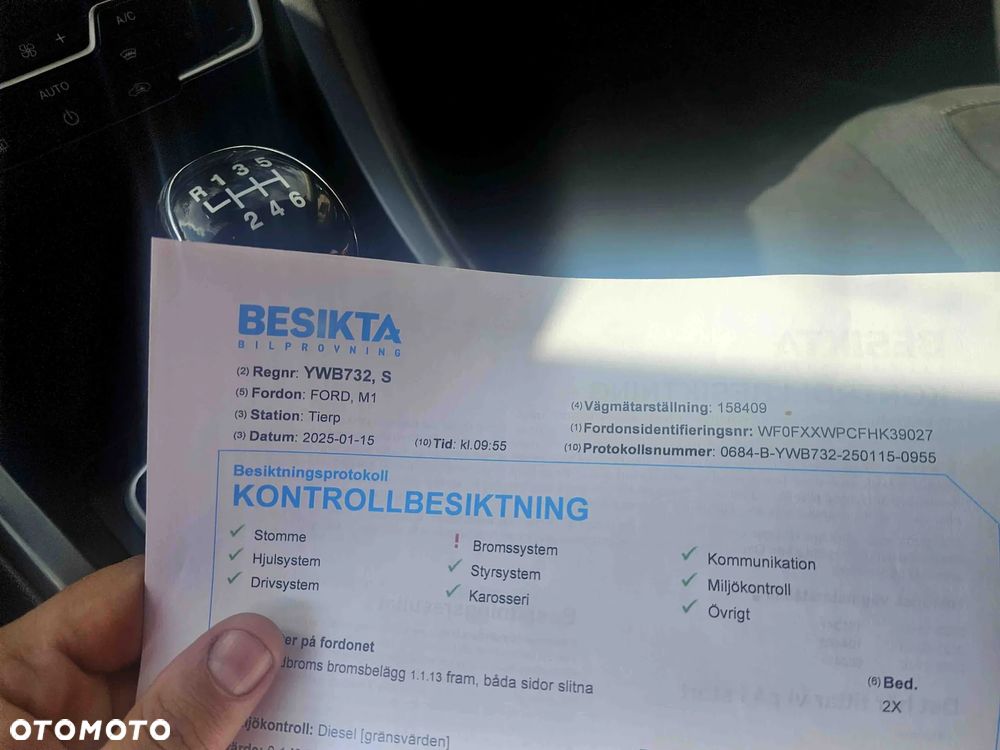 A/C
AUTO
R 1 3 5
2 4 6
BESIKTA
BILPROVNING
(2) Regnr: YWB732, S
(5) Fordon: FORD, M1
(3) Station: Tierp
(3) Datum: 2025-01-15 (10) Tid: kl.09:55
(4) Vägmätarställning: 158409
(1) Fordonsidentifieringsnr: WF0FXXWPCFHK39027
(10) Protokollsnummer: 0684-B-YWB732-250115-0955
Besiktningsprotokoll
KONTROLLBESIKTNING
Stomme
Hjulsystem
Drivsystem
! Bromssystem
Styrsystem
Karosseri
Kommunikation
Miljökontroll
Övrigt
på fordonet
bromsbelägg 1.1.13 fram, båda sidor slitna
(6) Bed.
2X
Diesel [gränsvärden]
OTOMOTO